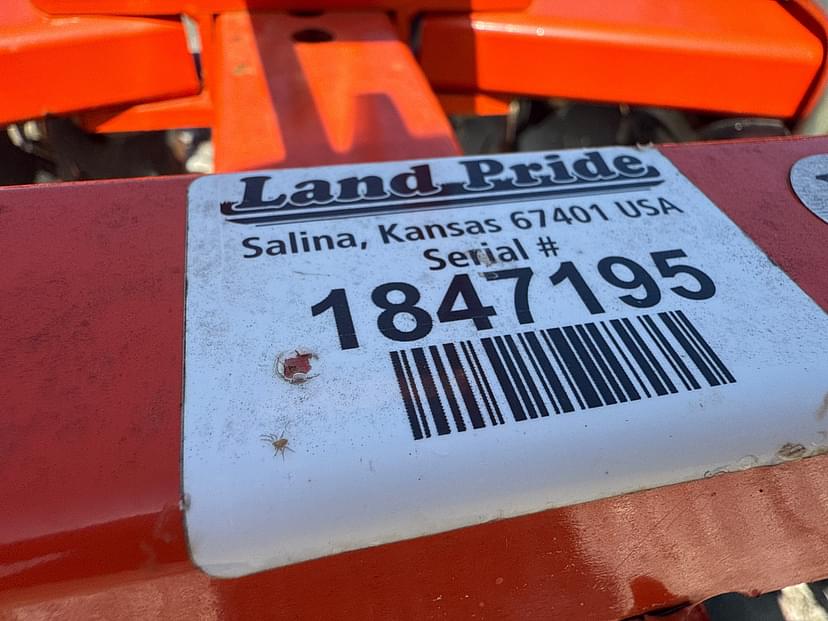 Land Pride
Salina, Kansas 67401 USA
Serial #
1847195